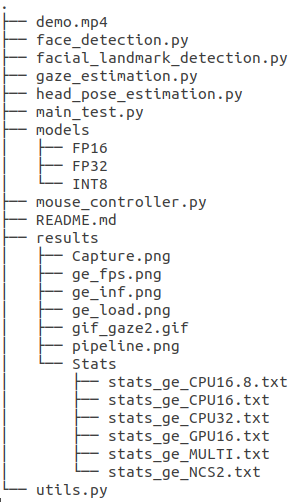 .
├── demo.mp4
├── face_detection.py
├── facial_landmark_detection.py
├── gaze_estimation.py
├── head_pose_estimation.py
├── main_test.py
├── models
│   ├── FP16
│   ├── FP32
│   └── INT8
├── mouse_controller.py
├── README.md
├── results
│   ├── Capture.png
│   ├── ge_fps.png
│   ├── ge_inf.png
│   ├── ge_load.png
│   ├── gif_gaze2.gif
│   ├── pipeline.png
│   └── Stats
│       ├── stats_ge_CPU16.8.txt
│       ├── stats_ge_CPU16.txt
│       ├── stats_ge_CPU32.txt
│       ├── stats_ge_GPU16.txt
│       ├── stats_ge_MULTI.txt
│       └── stats_ge_NCS2.txt
└── utils.py